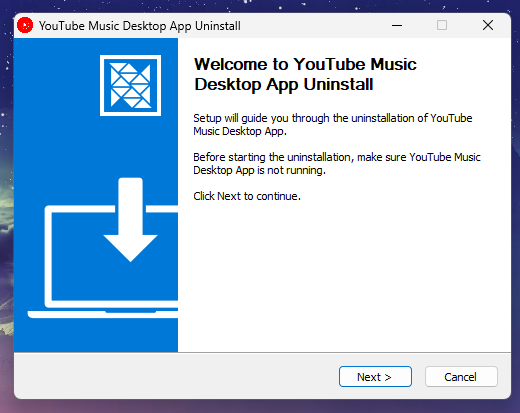 YouTube Music Desktop App Uninstall
Welcome to YouTube Music
Desktop App Uninstall
Setup will guide you through the uninstallation of YouTube
Music Desktop App.
Before starting the uninstallation, make sure YouTube Music
Desktop App is not running.
Click Next to continue.
Next >
Cancel